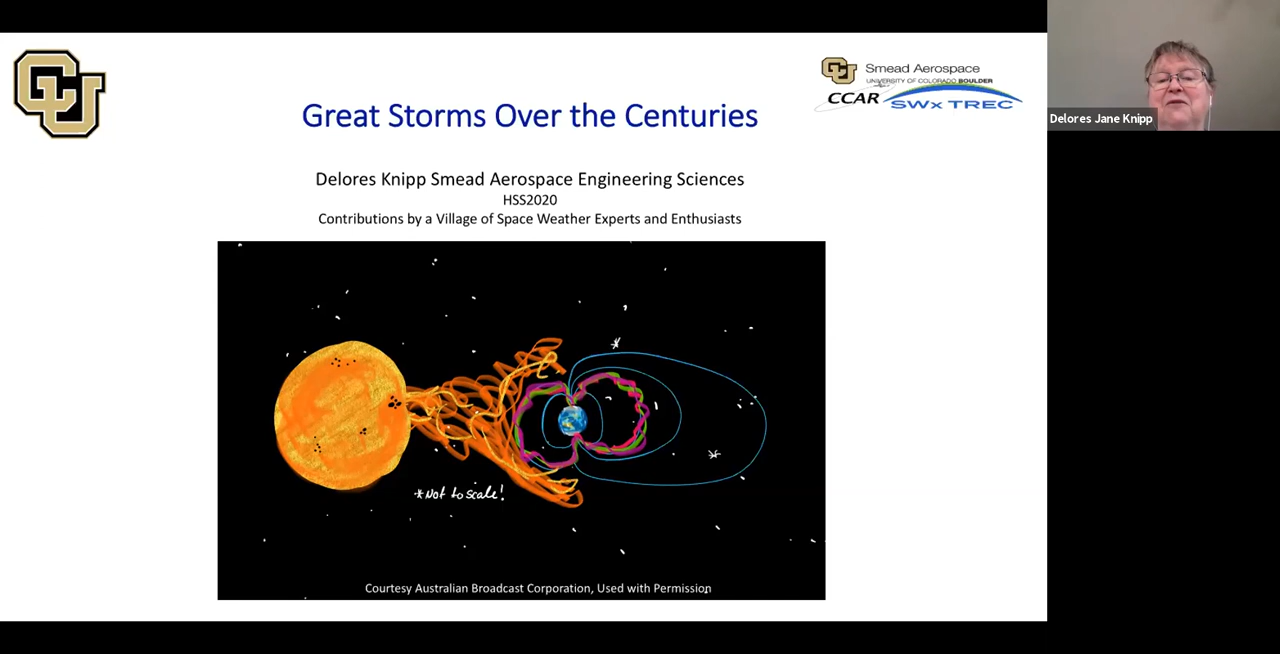 CU
CU
Smead Aerospace
UNIVERSITY OF COLORADO BOULDER
CCAR
SWx TREC
Great Storms Over the Centuries
Delores Jane Knipp
Delores Knipp Smead Aerospace Engineering Sciences
HSS2020
Contributions by a Village of Space Weather Experts and Enthusiasts
*Not to scale!
Courtesy Australian Broadcast Corporation, Used with Permission